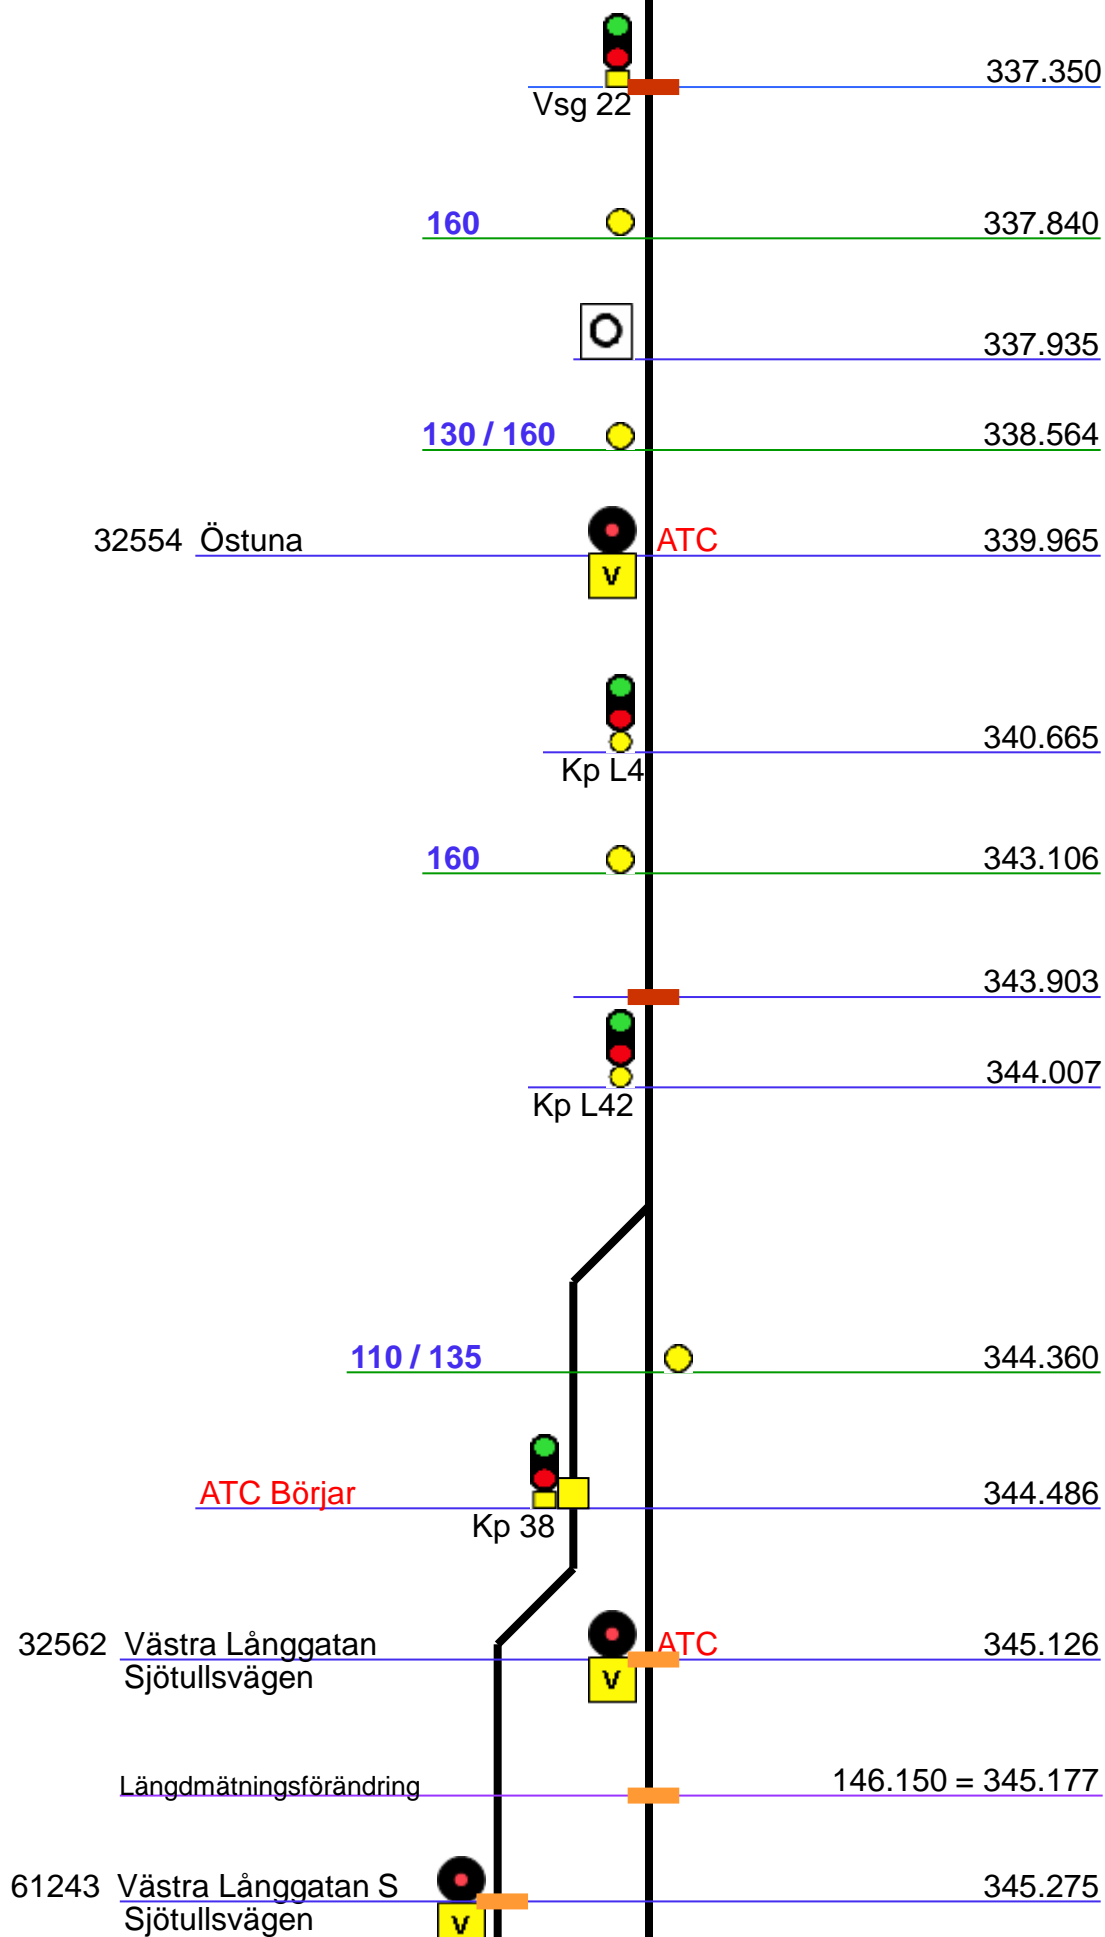 337.350
Vsg 22
160 337.840
O 337.935
130 / 160 338.564
32554 Östuna ATC 339.965
V
340.665
Kp L4
160 343.106
343.903
344.007
Kp L42
110 / 135 344.360
ATC Börjar 344.486
Kp 38
32562 Västra Långgatan ATC 345.126
Sjötullsvägen V
Längdmätningsförändring 146.150 = 345.177
61243 Västra Långgatan S 345.275
Sjötullsvägen V